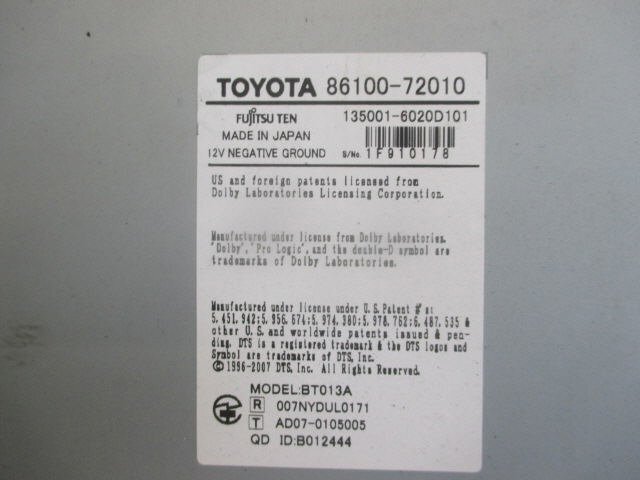 TOYOTA 86100-72010
FUJITSU TEN 135001-6020D101
MADE IN JAPAN
12V NEGATIVE GROUND S/No. 1F910178
US and foreign patents licensed from
Dolby Laboratories Licensing Corporation.
Manufactured under license from Dolby Laboratories.
'Dolby', 'Pro Logic', and the double-D symbol are
trademarks of Dolby Laboratories.
Manufactured under license under U.S. Patent #'s:
5,451,942;5,956,674;5,974,380;5,978,762;6,487,535 &
other U.S. and worldwide patents issued & pen-
ding. DTS is a registered trademark & the DTS logos and
Symbol are trademarks of DTS, Inc.
© 1996-2007 DTS, Inc. All Rights Reserved.
MODEL:BT013A
R 007NYDUL0171
T AD07-0105005
QD ID:B012444